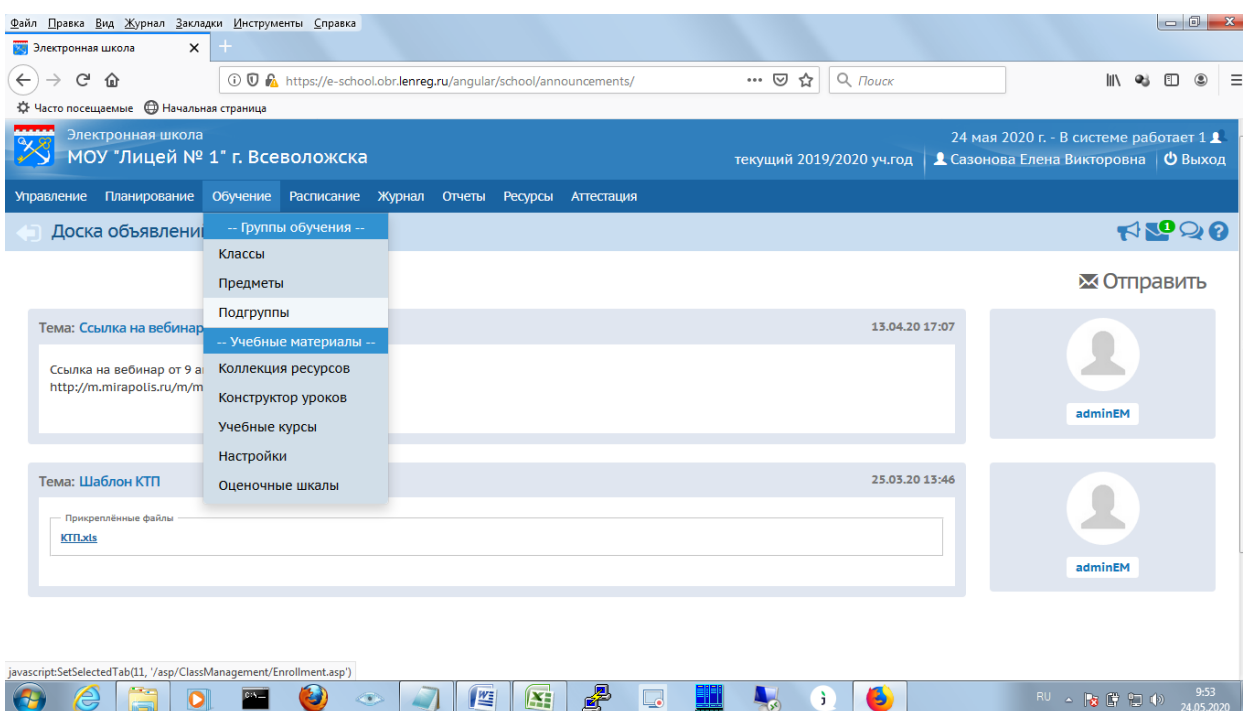 Файл Правка Вид Журнал Закладки Инструменты Справка
Электронная школа
https://e-school.obr.lenreg.ru/angular/school/announcements/
Поиск
Часто посещаемые Начальная страница
Электронная школа
МОУ "Лицей № 1" г. Всеволожска
24 мая 2020 г. - В системе работает 1
текущий 2019/2020 уч.год Сазонова Елена Викторовна Выход
Управление Планирование Обучение Расписание Журнал Отчеты Ресурсы Аттестация
Доска объявлени
1
-- Группы обучения --
Классы
Предметы
Подгруппы
-- Учебные материалы --
Коллекция ресурсов
Конструктор уроков
Учебные курсы
Настройки
Оценочные шкалы
Отправить
Тема: Ссылка на вебинар
13.04.20 17:07
Ссылка на вебинар от 9 а
http://m.mirapolis.ru/m/m
adminEM
Тема: Шаблон КТП
25.03.20 13:46
Прикреплённые файлы
КТП.xls
adminEM
javascript:SetSelectedTab(11, '/asp/ClassManagement/Enrollment.asp')
RU
9:53
24.05.2020